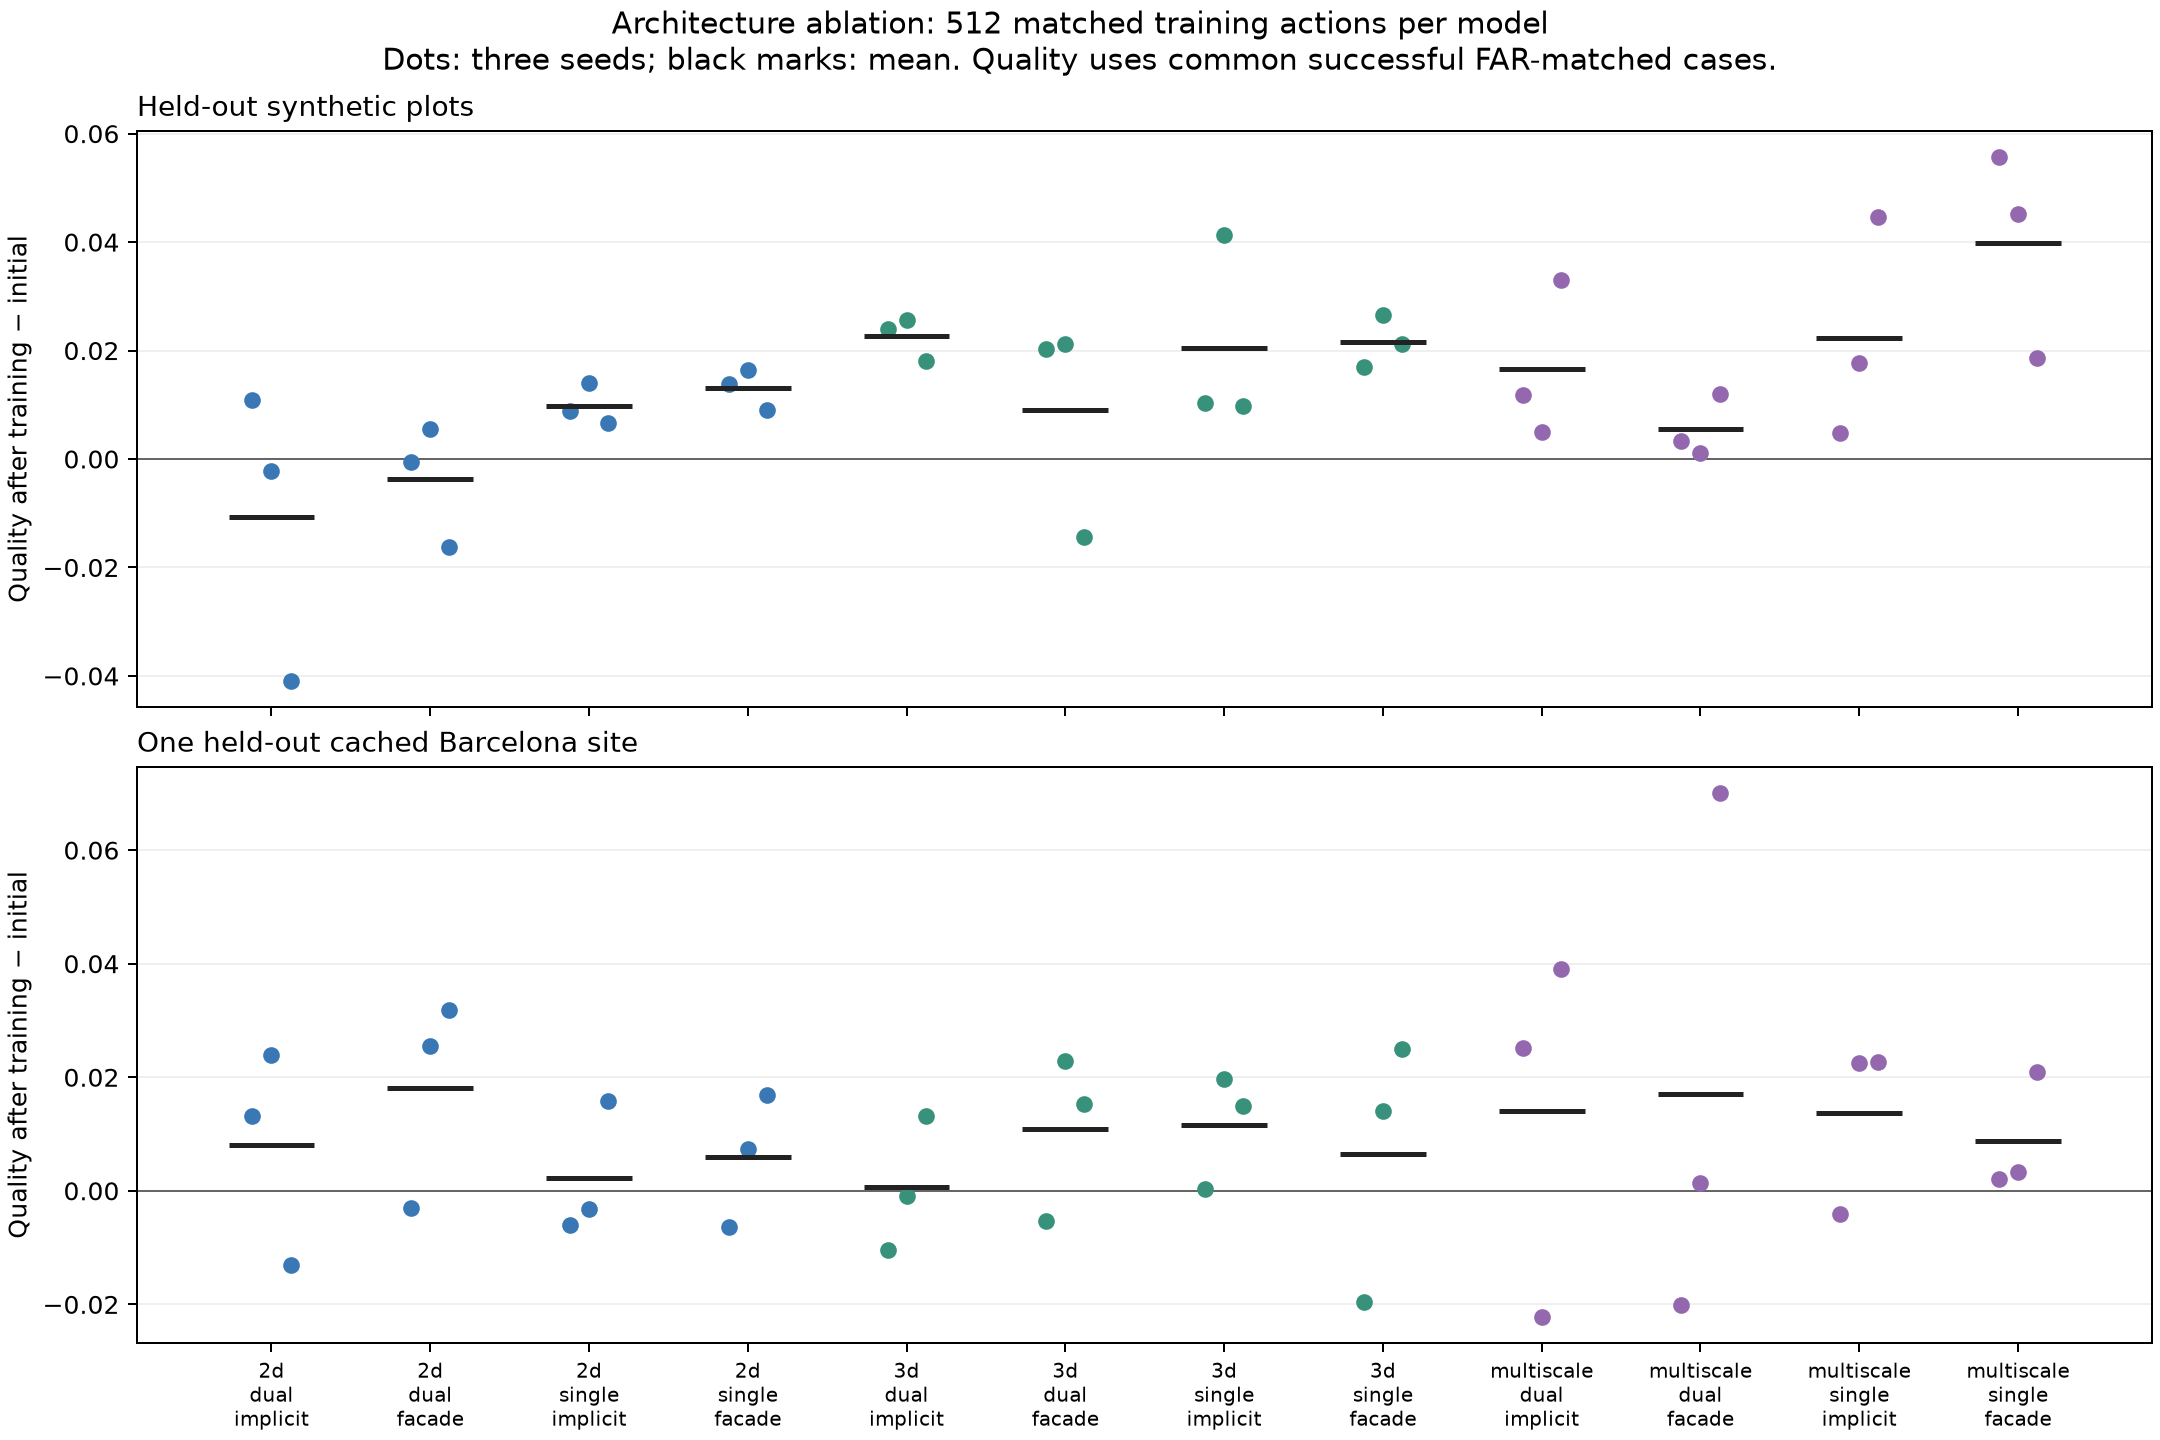 Architecture ablation: 512 matched training actions per model
Dots: three seeds; black marks: mean. Quality uses common successful FAR-matched cases.
Held-out synthetic plots
Quality after training − initial
0.06
0.04
0.02
0.00
−0.02
−0.04
One held-out cached Barcelona site
Quality after training − initial
0.06
0.04
0.02
0.00
−0.02
2d
dual
implicit
2d
dual
facade
2d
single
implicit
2d
single
facade
3d
dual
implicit
3d
dual
facade
3d
single
implicit
3d
single
facade
multiscale
dual
implicit
multiscale
dual
facade
multiscale
single
implicit
multiscale
single
facade